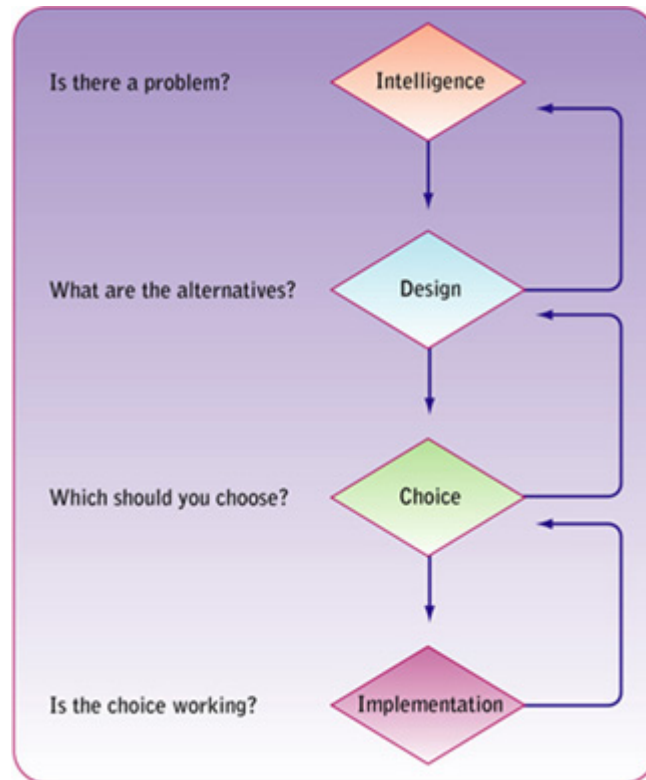 Is there a problem?
Intelligence
What are the alternatives?
Design
Which should you choose?
Choice
Is the choice working?
Implementation